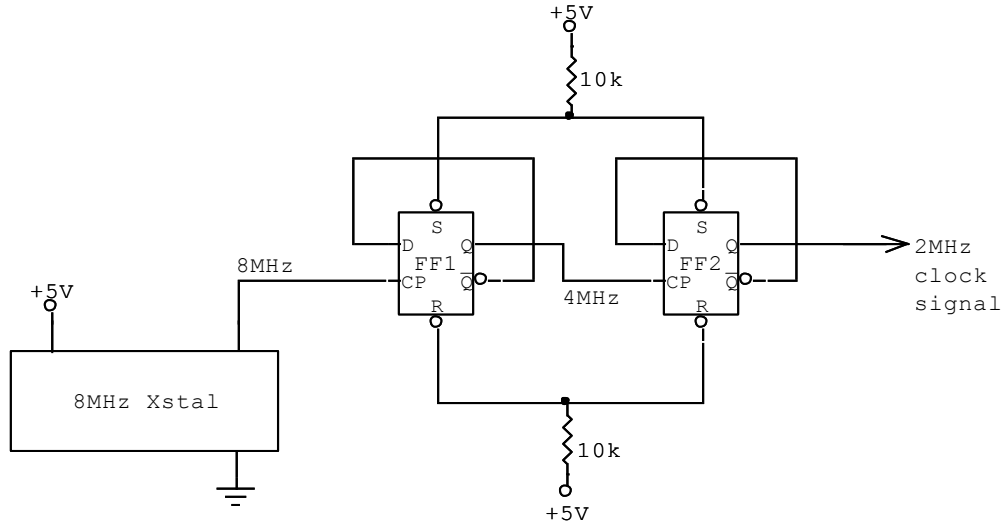 +5V
10k
S
S
D
Q
D
Q
2MHz
FF1
FF2
8MHz
clock
CP
Q̅
CP
Q̅
+5V
4MHz
signal
R
R
8MHz Xstal
10k
+5V